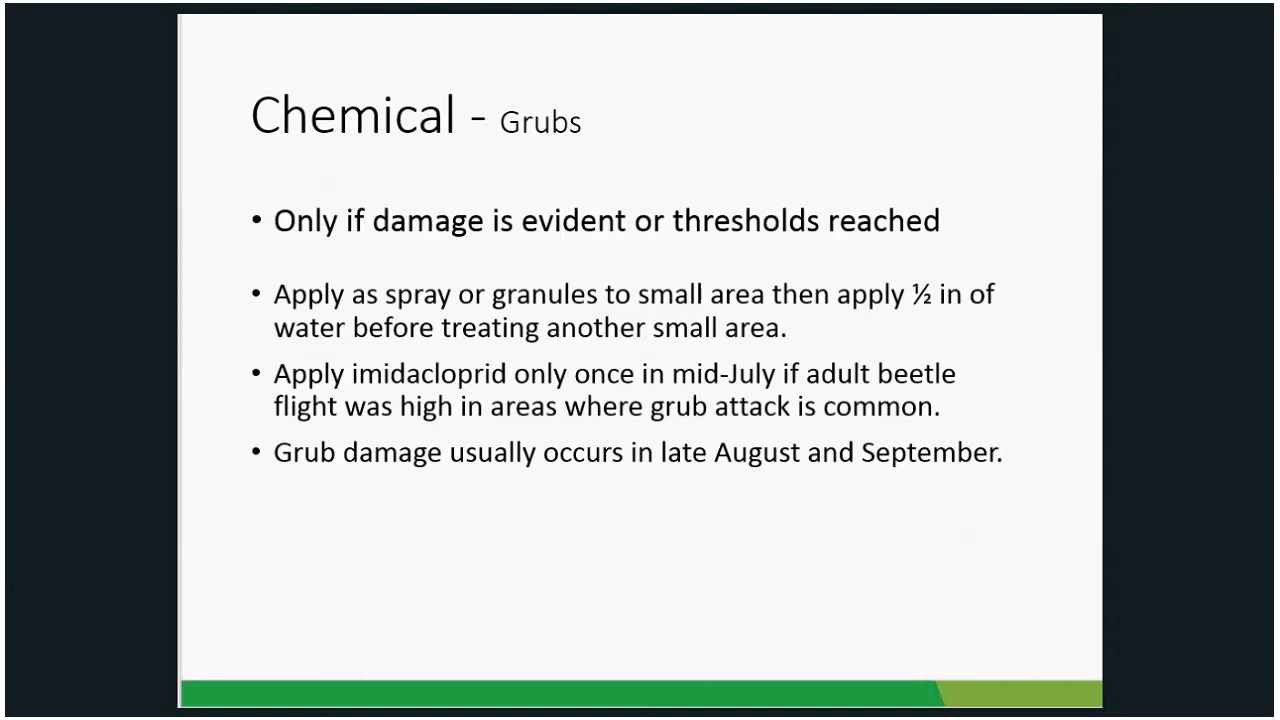 Chemical - Grubs
• Only if damage is evident or thresholds reached
• Apply as spray or granules to small area then apply ½ in of
water before treating another small area.
• Apply imidacloprid only once in mid-July if adult beetle
flight was high in areas where grub attack is common.
• Grub damage usually occurs in late August and September.